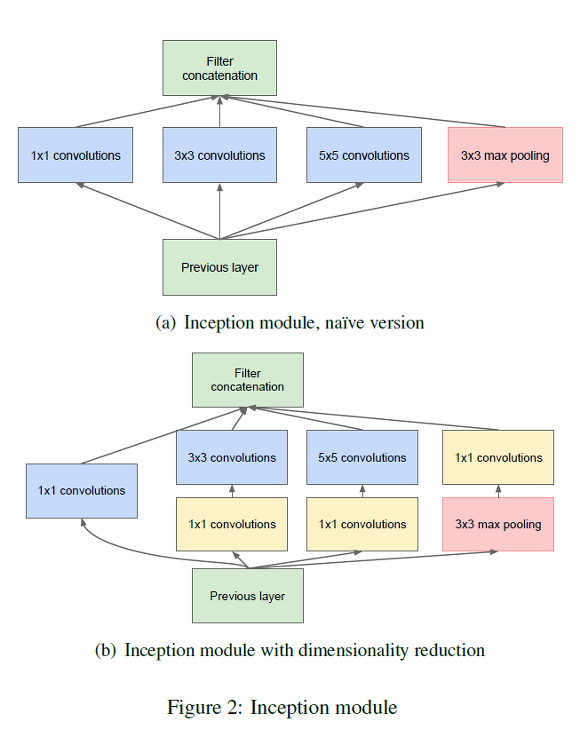 Filter
concatenation
1x1 convolutions
3x3 convolutions
5x5 convolutions
3x3 max pooling
Previous layer
(a) Inception module, naïve version
Filter
concatenation
3x3 convolutions
5x5 convolutions
1x1 convolutions
1x1 convolutions
1x1 convolutions
1x1 convolutions
3x3 max pooling
Previous layer
(b) Inception module with dimensionality reduction
Figure 2: Inception module